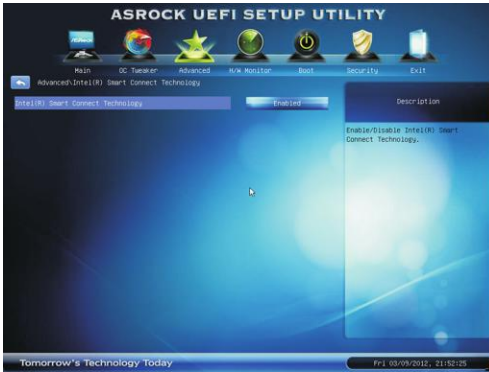 ASROCK UEFI SETUP UTILITY
Main OC Tweaker Advanced H/W Monitor Boot Security Exit
Advanced\Intel(R) Smart Connect Technology
Intel(R) Smart Connect Technology Enabled
Description
Enable/Disable Intel(R) Smart
Connect Technology.
Tomorrow's Technology Today Fri 03/09/2012, 21:52:25